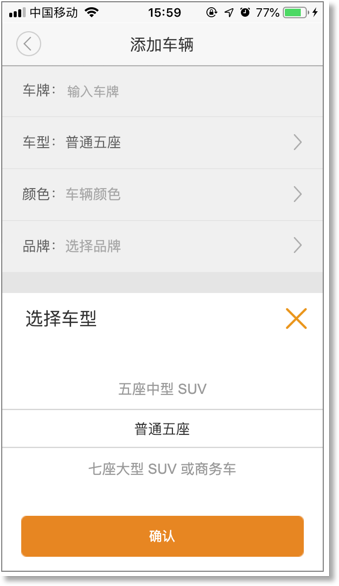 中国移动 15:59 77%
添加车辆
车牌： 输入车牌
车型： 普通五座
颜色： 车辆颜色
品牌： 选择品牌
选择车型
五座中型 SUV
普通五座
七座大型 SUV 或商务车
确认